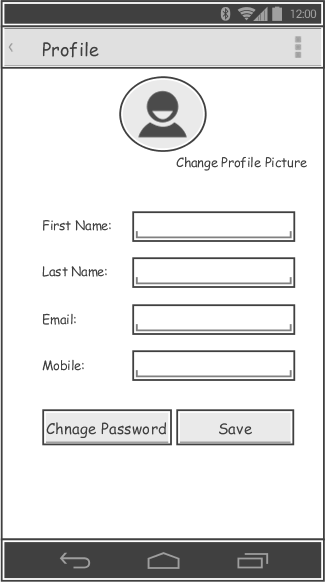 12:00
Profile
Change Profile Picture
First Name:
Last Name:
Email:
Mobile:
Chnage Password
Save